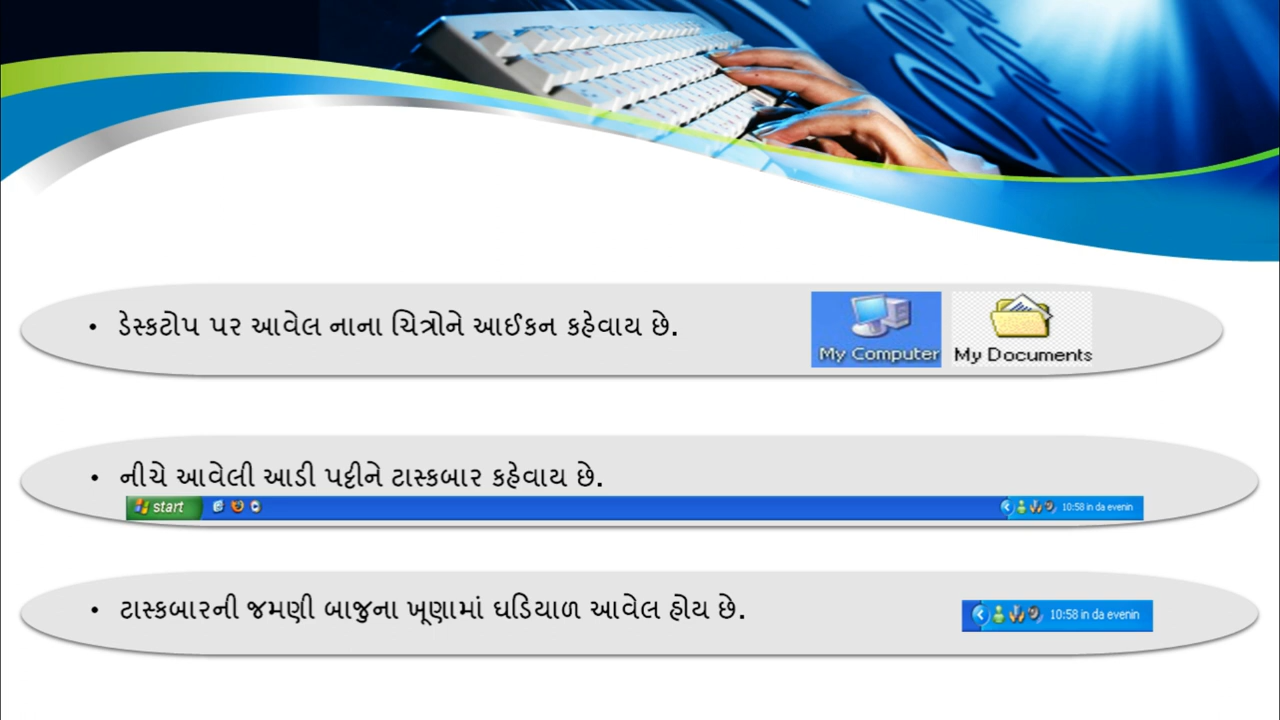 • ડેસ્કટોપ પર આવેલ નાના ચિત્રોને આઈકન કહેવાય છે.
My Computer
My Documents
• નીચે આવેલી આડી પટ્ટીને ટાસ્કબાર કહેવાય છે.
start
10:58 in da evenin
• ટાસ્કબારની જમણી બાજુના ખૂણામાં ઘડિયાળ આવેલ હોય છે.
10:58 in da evenin